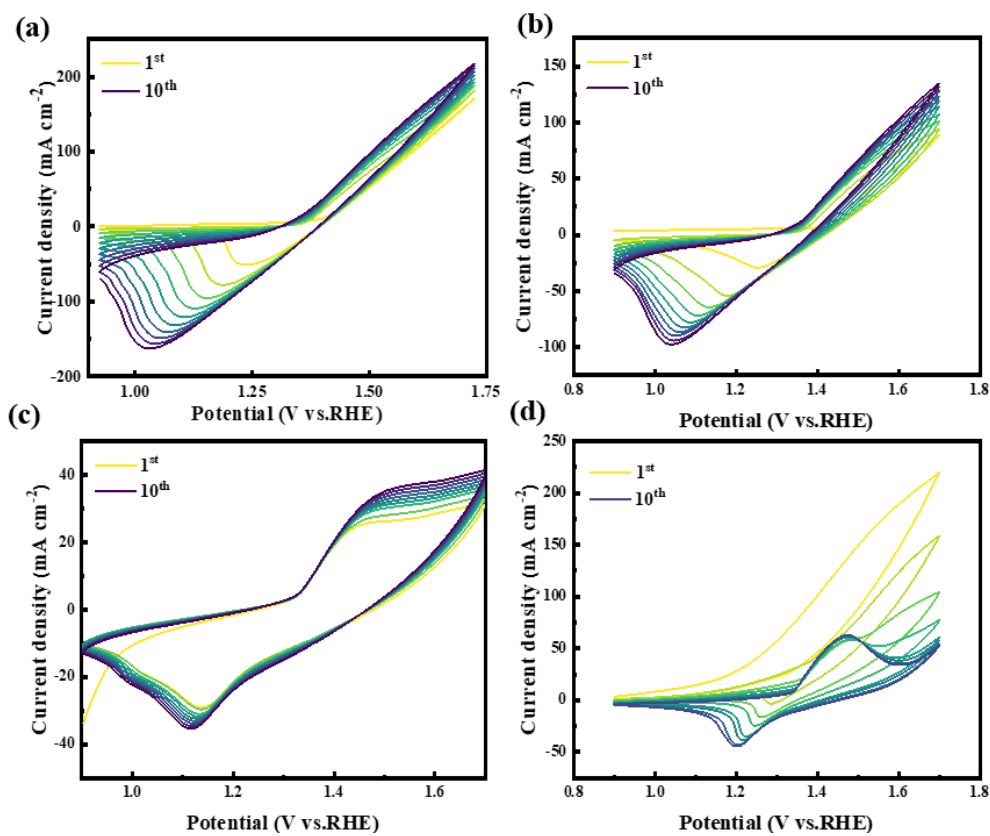 (a)
1st
10th
Current density (mA cm-2)
200
100
0
-100
-200
1.00
1.25
1.50
1.75
Potential (V vs.RHE)
(b)
1st
10th
Current density (mA cm-2)
150
100
50
0
-50
-100
0.8
1.0
1.2
1.4
1.6
1.8
Potential (V vs.RHE)
(c)
1st
10th
Current density (mA cm-2)
40
20
0
-20
-40
1.0
1.2
1.4
1.6
Potential (V vs.RHE)
(d)
1st
10th
Current density (mA cm-2)
250
200
150
100
50
0
-50
0.8
1.0
1.2
1.4
1.6
1.8
Potential (V vs.RHE)